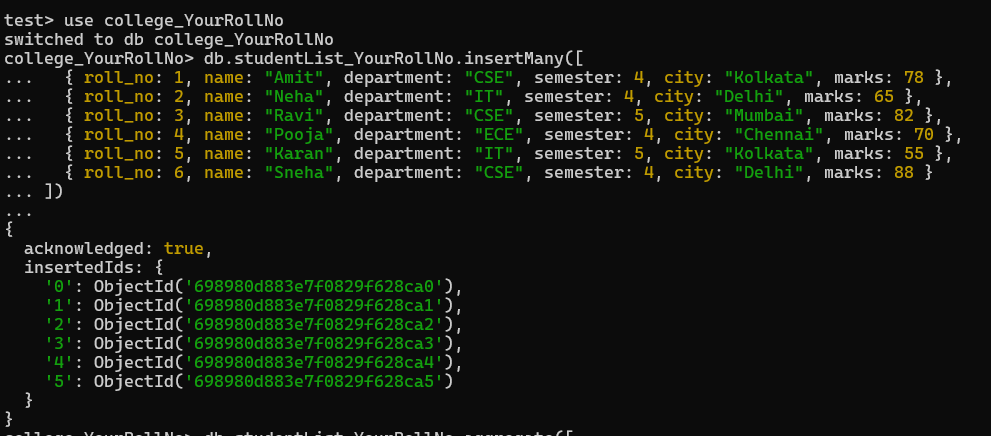 test> use college_YourRollNo
switched to db college_YourRollNo
college_YourRollNo> db.studentList_YourRollNo.insertMany([
...   { roll_no: 1, name: "Amit", department: "CSE", semester: 4, city: "Kolkata", marks: 78 },
...   { roll_no: 2, name: "Neha", department: "IT", semester: 4, city: "Delhi", marks: 65 },
...   { roll_no: 3, name: "Ravi", department: "CSE", semester: 5, city: "Mumbai", marks: 82 },
...   { roll_no: 4, name: "Pooja", department: "ECE", semester: 4, city: "Chennai", marks: 70 },
...   { roll_no: 5, name: "Karan", department: "IT", semester: 5, city: "Kolkata", marks: 55 },
...   { roll_no: 6, name: "Sneha", department: "CSE", semester: 4, city: "Delhi", marks: 88 }
... ])
...
{
  acknowledged: true,
  insertedIds: {
    '0': ObjectId('698980d883e7f0829f628ca0'),
    '1': ObjectId('698980d883e7f0829f628ca1'),
    '2': ObjectId('698980d883e7f0829f628ca2'),
    '3': ObjectId('698980d883e7f0829f628ca3'),
    '4': ObjectId('698980d883e7f0829f628ca4'),
    '5': ObjectId('698980d883e7f0829f628ca5')
  }
}
college_YourRollNo> db.studentList_YourRollNo.aggregate([